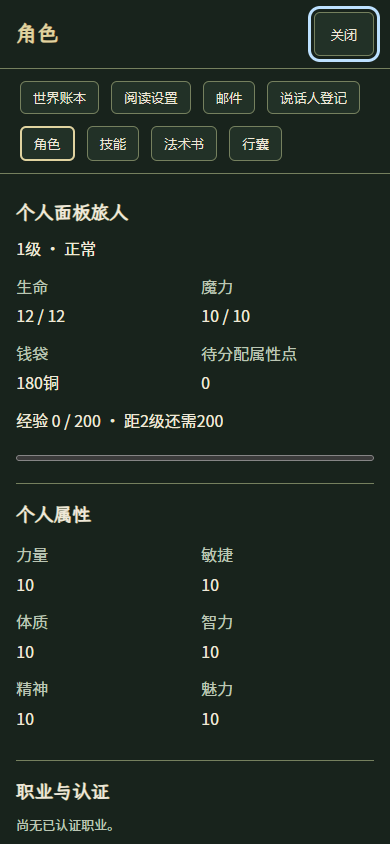 角色
关闭
世界账本 阅读设置 邮件 说话人登记
角色 技能 法术书 行囊
个人面板旅人
1级 · 正常
生命 魔力
12 / 12 10 / 10
钱袋 待分配属性点
180铜 0
经验 0 / 200 · 距2级还需200
个人属性
力量 敏捷
10 10
体质 智力
10 10
精神 魅力
10 10
职业与认证
尚无已认证职业。